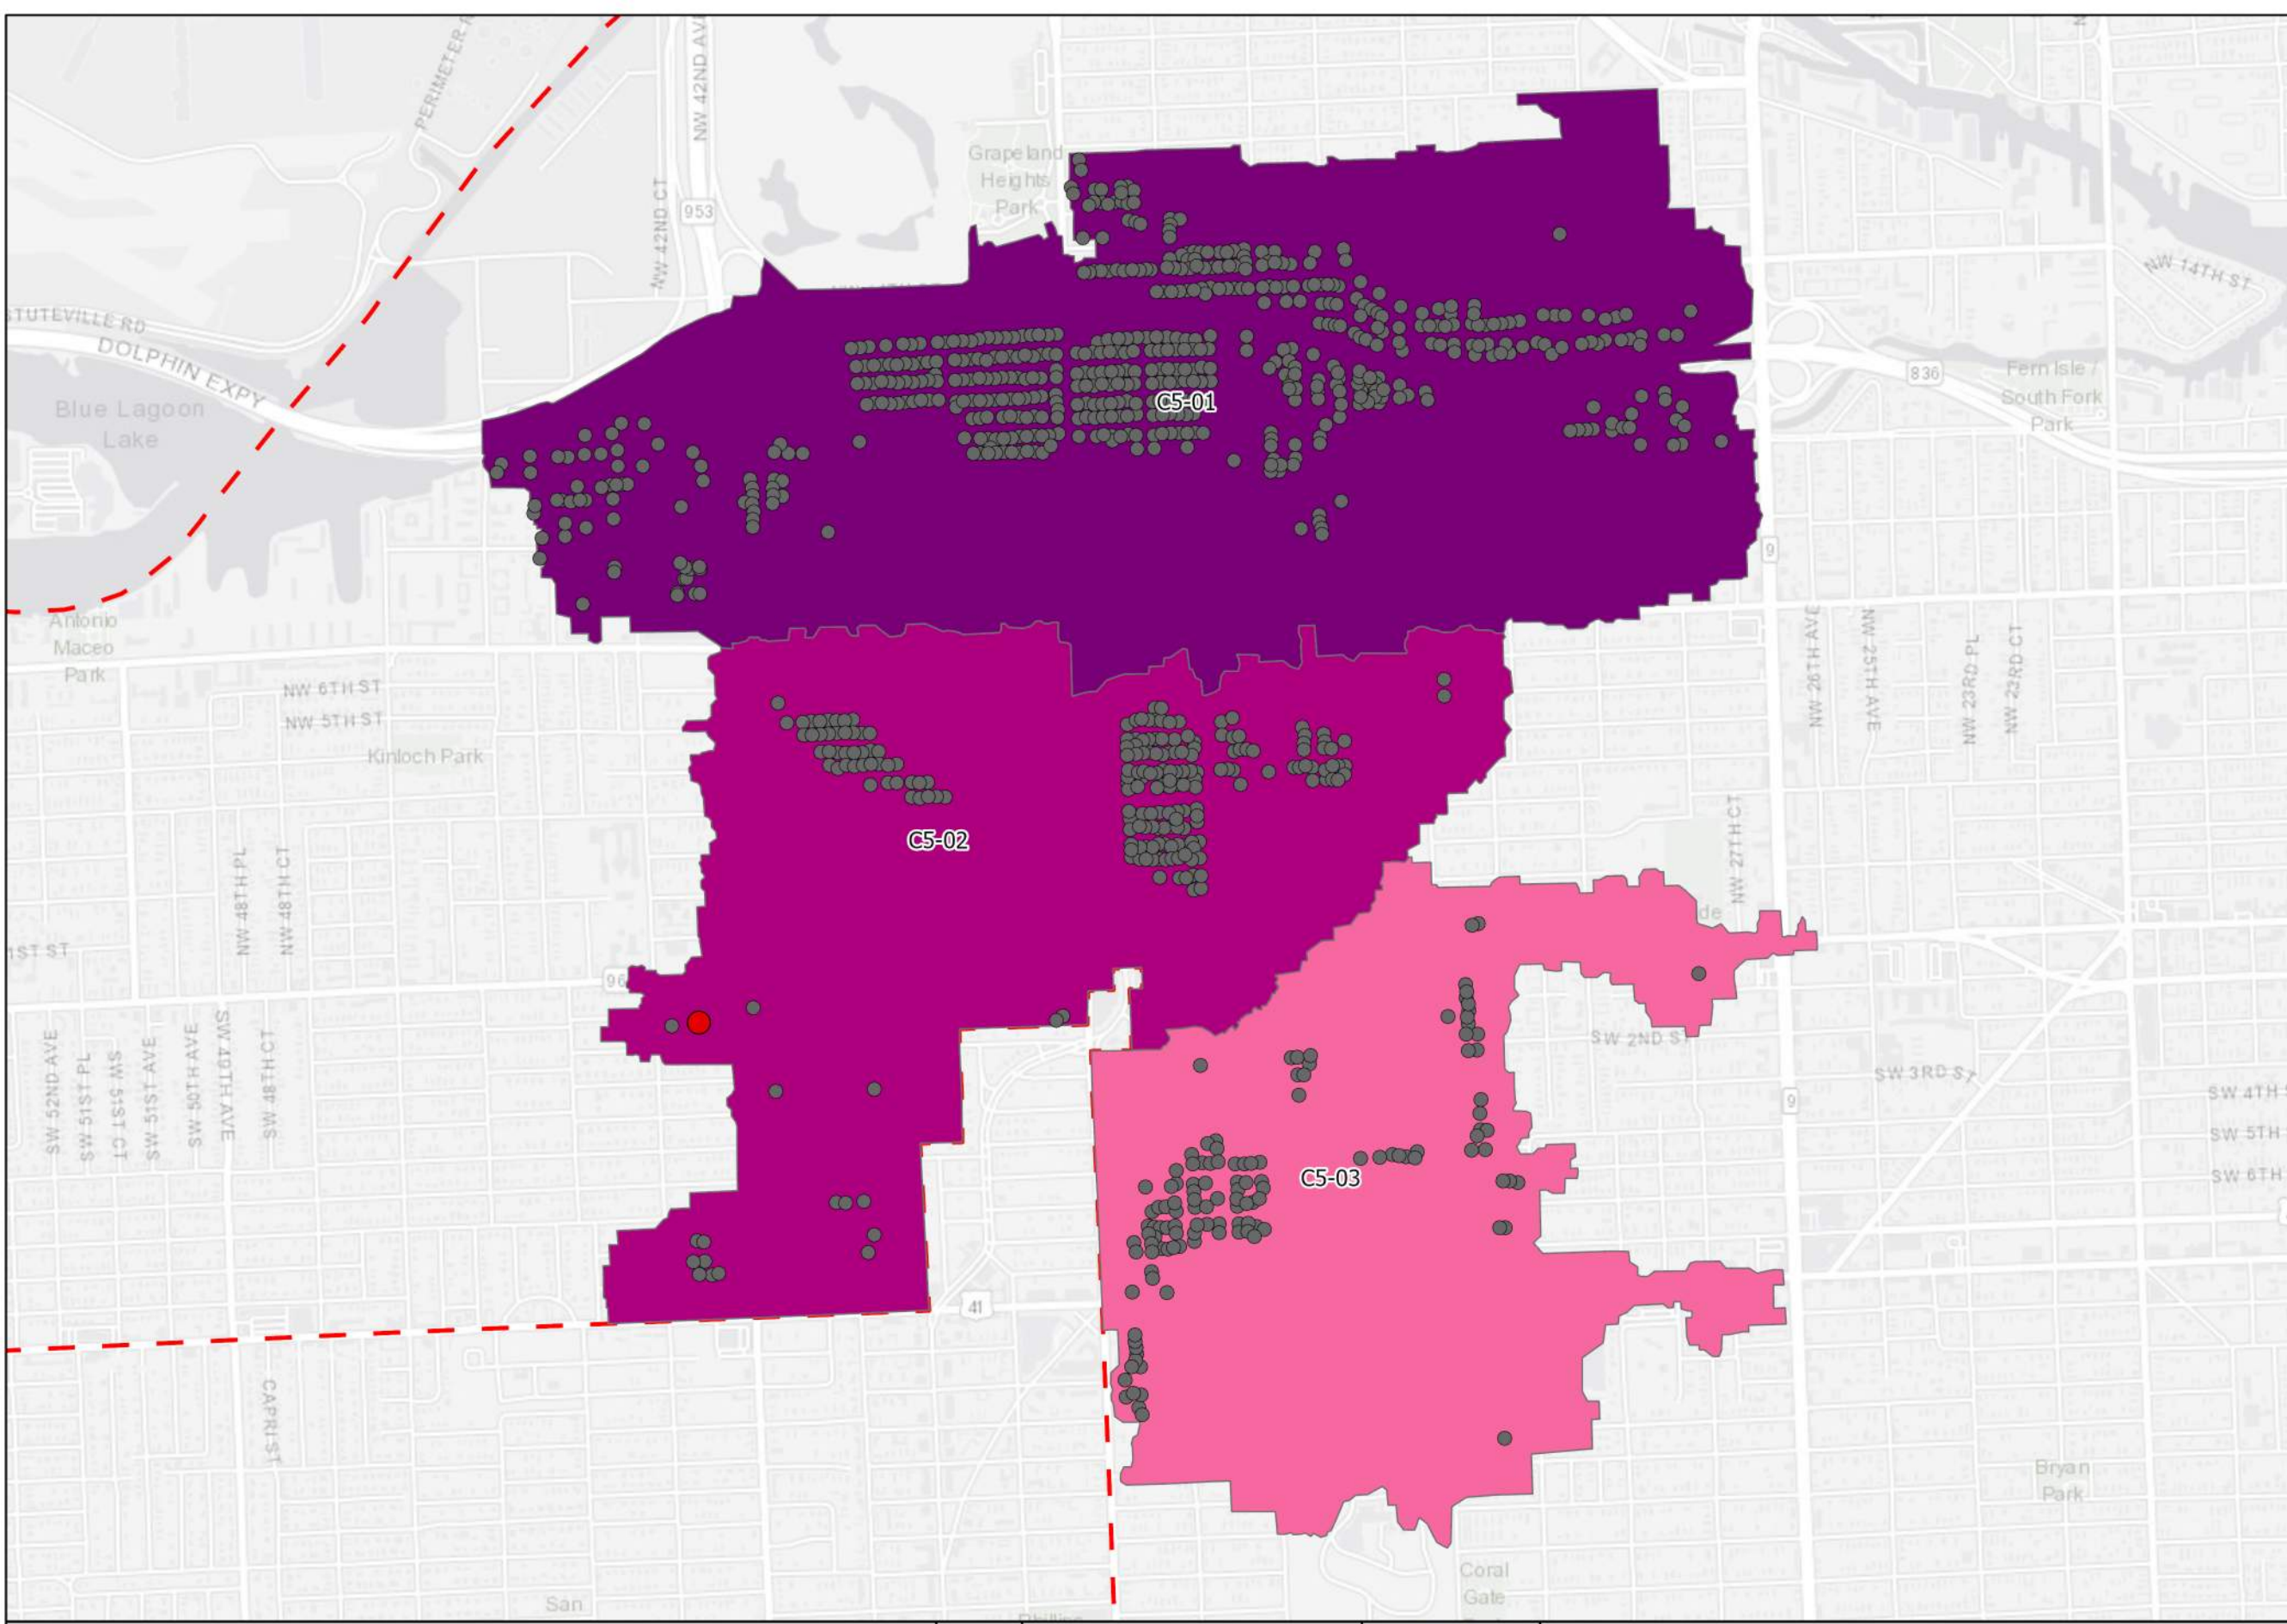 PERIMETER R
NW 42ND AVE
NW 42ND CT
953
Grapeland
Heights
Park
NW 14TH ST
STUTEVILLE RD
DOLPHIN EXPY
Blue Lagoon
Lake
836
Fern Isle /
South Fork
Park
C5-01
9
Antonio
Maceo
Park
NW 6TH ST
NW 5TH ST
Kinloch Park
NW 26TH AVE
NW 25TH AVE
NW 23RD PL
NW 23RD CT
C5-02
NW 27TH CT
NW 48TH PL
NW 48TH CT
de
1ST ST
96
SW 52ND AVE
SW 51ST PL
SW 51ST CT
SW 51ST AVE
SW 50TH AVE
SW 49TH AVE
SW 48TH CT
SW 2ND ST
SW 3RD ST
9
SW 4TH
SW 5TH
SW 6TH
C5-03
41
CAPRI ST
Bryan
Park
Coral
Gate
San
Phillips